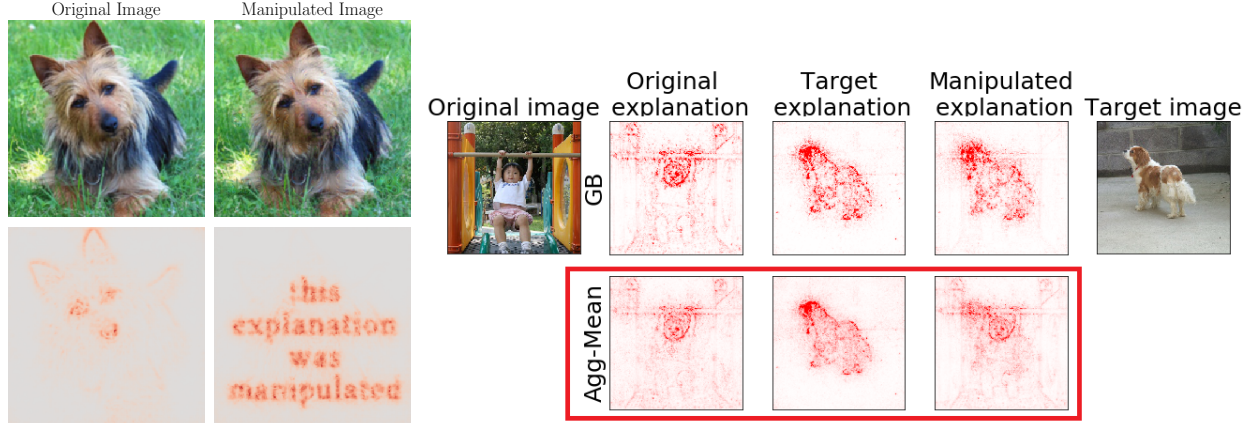 Original Image
Manipulated Image
this
explanation
was
manipulated
Original image
Original
explanation
Target
explanation
Manipulated
explanation
Target image
GB
Agg-Mean